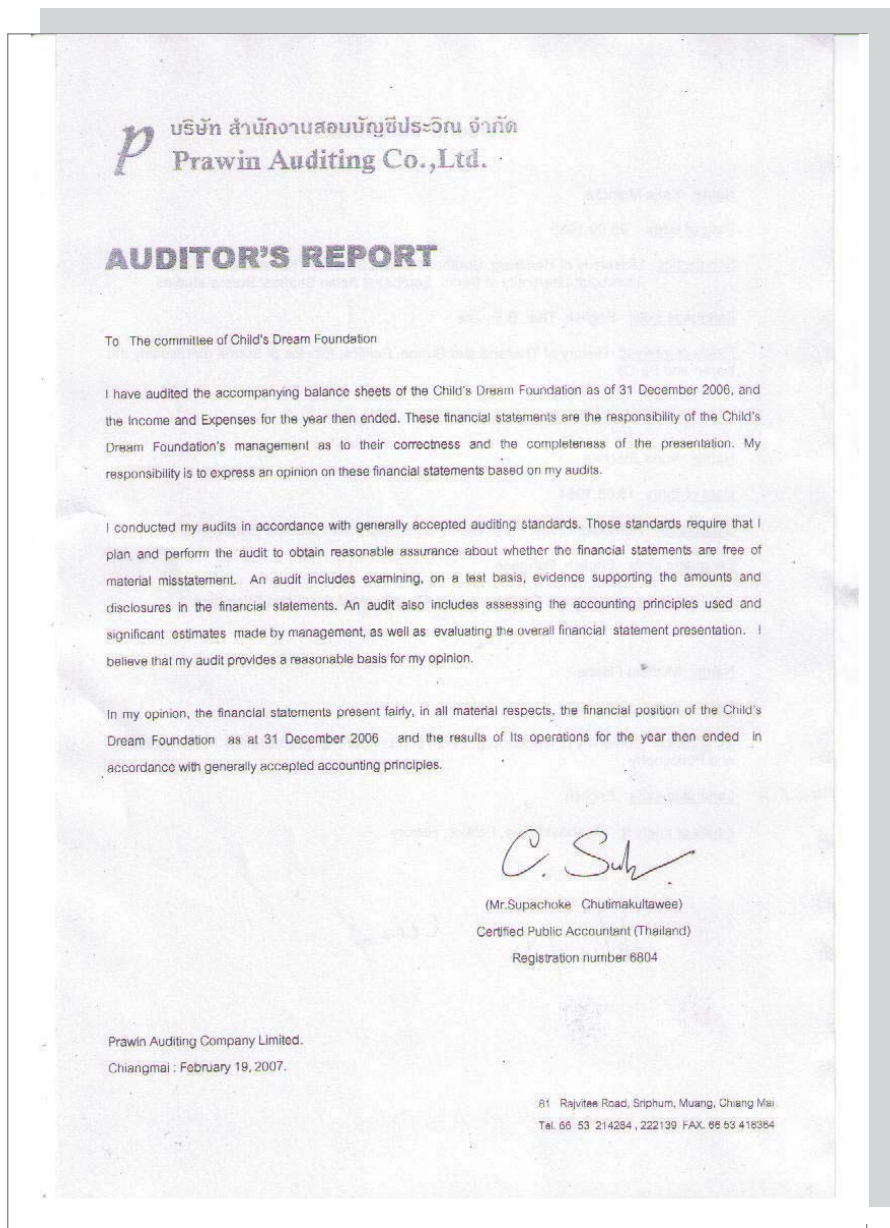 p
บริษัท สำนักงานสอบบัญชีประวิณ จำกัด
Prawin Auditing Co.,Ltd.
AUDITOR'S REPORT
To The committee of Child's Dream Foundation
I have audited the accompanying balance sheets of the Child's Dream Foundation as of 31 December 2006, and
the Income and Expenses for the year then ended. These financial statements are the responsibility of the Child's
Dream Foundation's management as to their correctness and the completeness of the presentation. My
responsibility is to express an opinion on these financial statements based on my audits.
I conducted my audits in accordance with generally accepted auditing standards. Those standards require that I
plan and perform the audit to obtain reasonable assurance about whether the financial statements are free of
material misstatement. An audit includes examining, on a test basis, evidence supporting the amounts and
disclosures in the financial statements. An audit also includes assessing the accounting principles used and
significant estimates made by management, as well as evaluating the overall financial statement presentation. I
believe that my audit provides a reasonable basis for my opinion.
In my opinion, the financial statements present fairly, in all material respects, the financial position of the Child's
Dream Foundation as at 31 December 2006 and the results of Its operations for the year then ended in
accordance with generally accepted accounting principles.
(Mr.Supachoke Chutimakultawee)
Certified Public Accountant (Thailand)
Registration number 6804
Prawin Auditing Company Limited.
Chiangmai : February 19, 2007.
81 Rajvitee Road, Sriphum, Muang, Chiang Mai
Tel. 66 53 214284 , 222139 FAX. 66 53 418364